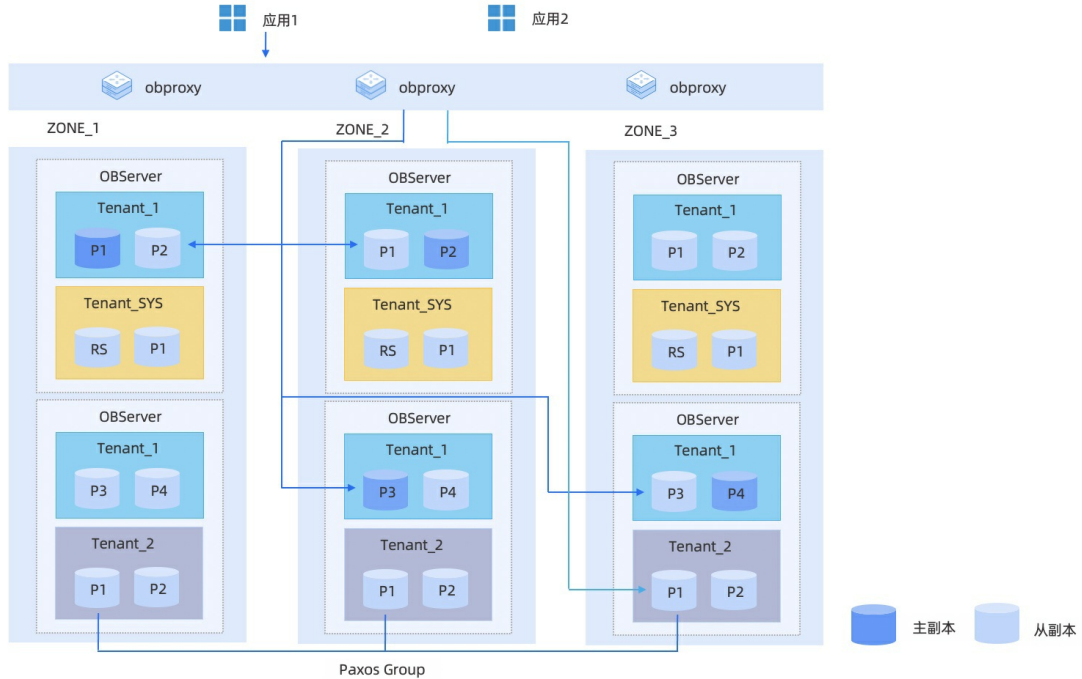 应用1
应用2
obproxy
obproxy
obproxy
ZONE_1
ZONE_2
ZONE_3
OBServer
Tenant_1
P1
P2
Tenant_SYS
RS
P1
OBServer
Tenant_1
P3
P4
Tenant_2
P1
P2
OBServer
Tenant_1
P1
P2
Tenant_SYS
RS
P1
OBServer
Tenant_1
P3
P4
Tenant_2
P1
P2
OBServer
Tenant_1
P1
P2
Tenant_SYS
RS
P1
OBServer
Tenant_1
P3
P4
Tenant_2
P1
P2
Paxos Group
主副本
从副本